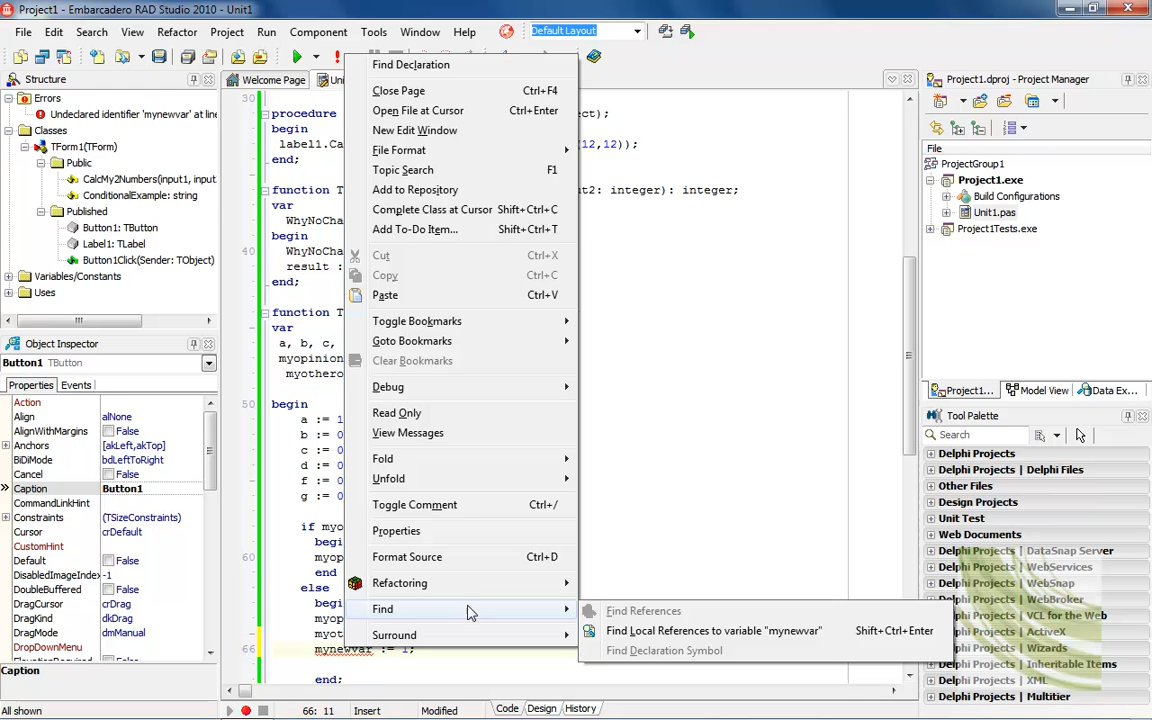 Project1 - Embarcadero RAD Studio 2010 - Unit1
File Edit Search View Refactor Project Run Component Tools Window Help
Default Layout
Structure
Errors
Undeclared identifier 'mynewvar' at line
Classes
TForm1(TForm)
Public
CalcMy2Numbers(input1, input
ConditionalExample: string
Published
Button1: TButton
Label1: TLabel
Button1Click(Sender: TObject)
Variables/Constants
Uses
Object Inspector
Button1 TButton
Properties Events
Action
Align alNone
AlignWithMargins False
Anchors [akLeft,akTop]
BiDiMode bdLeftToRight
Cancel False
Caption Button1
CommandLinkHint
Constraints (TSizeConstraints)
Cursor crDefault
CustomHint
Default False
DisabledImageIndex -1
DoubleBuffered False
DragCursor crDrag
DragKind dkDrag
DragMode dmManual
DropDownMenu
Enabled True
Caption
All shown
Welcome Page
30
procedure ect);
begin
label1.Ca (12,12));
end;
function T ut2: integer): integer;
var
WhyNoCha
begin
40 WhyNoCha
result :
end;
function T
var
a, b, c,
myopinion
myothero
50 begin
a := 1
b := 0
c := 0
d := 0
f := 0
g := 0
if myo
begi
60 myop
end
else
begi
myop
myot
66 mynewvar := 1;
end;
Find Declaration
Close Page Ctrl+F4
Open File at Cursor Ctrl+Enter
New Edit Window
File Format
Topic Search F1
Add to Repository
Complete Class at Cursor Shift+Ctrl+C
Add To-Do Item... Shift+Ctrl+T
Cut Ctrl+X
Copy Ctrl+C
Paste Ctrl+V
Toggle Bookmarks
Goto Bookmarks
Clear Bookmarks
Debug
Read Only
View Messages
Fold
Unfold
Toggle Comment Ctrl+/
Properties
Format Source Ctrl+D
Refactoring
Find
Surround
Find References
Find Local References to variable "mynewvar" Shift+Ctrl+Enter
Find Declaration Symbol
66: 11 Insert Modified Code Design History
Project1.dproj - Project Manager
File
ProjectGroup1
Project1.exe
Build Configurations
Unit1.pas
Project1Tests.exe
Project1... Model View Data Ex...
Tool Palette
Search
Delphi Projects
Delphi Projects | Delphi Files
Other Files
Design Projects
Unit Test
Web Documents
Delphi Projects | DataSnap Server
Delphi Projects | WebServices
Delphi Projects | WebSnap
Delphi Projects | WebBroker
Delphi Projects | VCL for the Web
Delphi Projects | ActiveX
Delphi Projects | Wizards
Delphi Projects | Inheritable Items
Delphi Projects | XML
Delphi Projects | Multitier